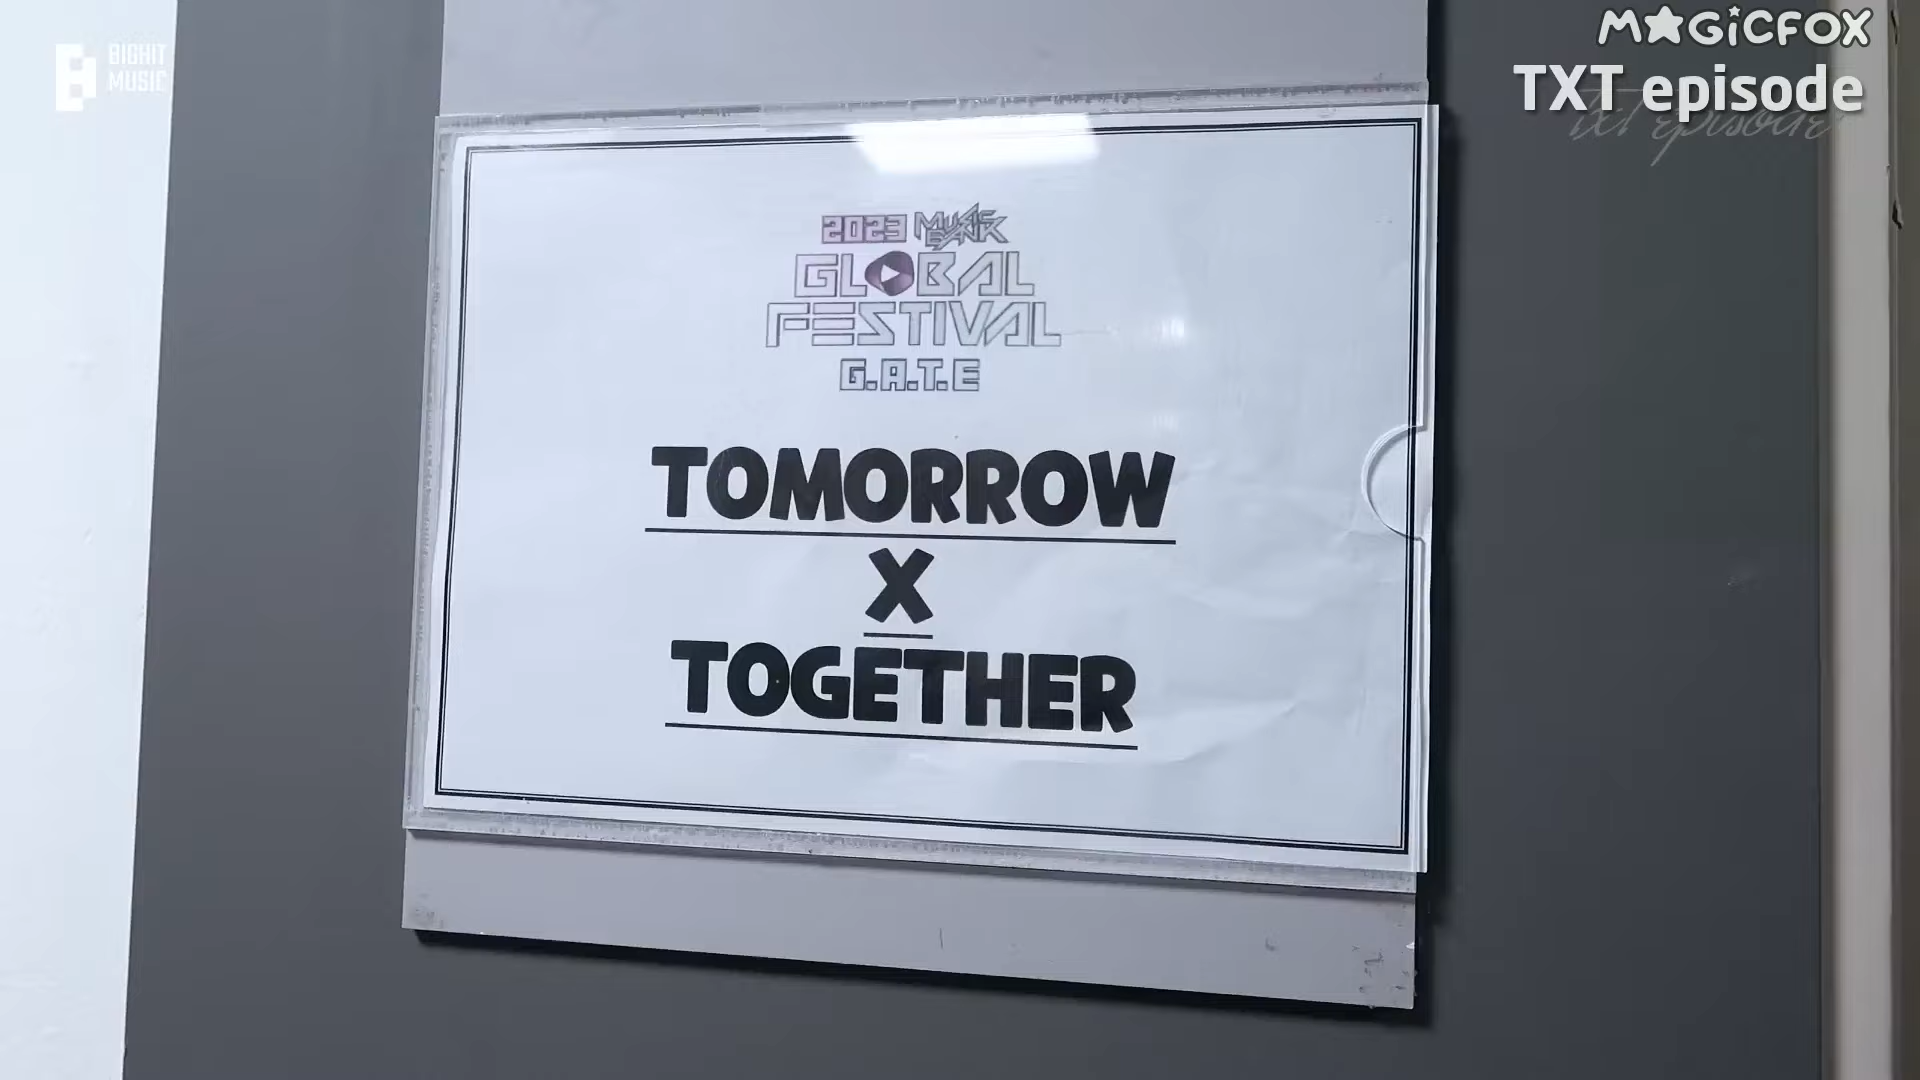 BIGHIT
MUSIC
MAGICFOX
TXT episode
txt episode
2023 MUSIC BANK
GLOBAL
FESTIVAL
G.A.T.E
TOMORROW
X
TOGETHER